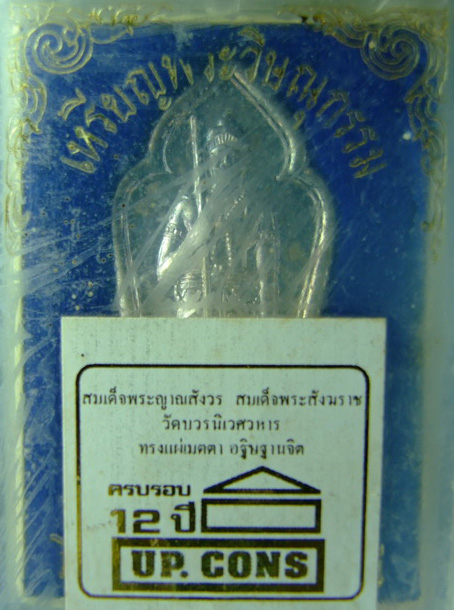 เหรียญพระวิษณุกรรม
สมเด็จพระญาณสังวร สมเด็จพระสังฆราช
วัดบวรนิเวศวิหาร
ทรงแผ่เมตตา อฐิษฐานจิต
ครบรอบ
12 ปี
UP. CONS